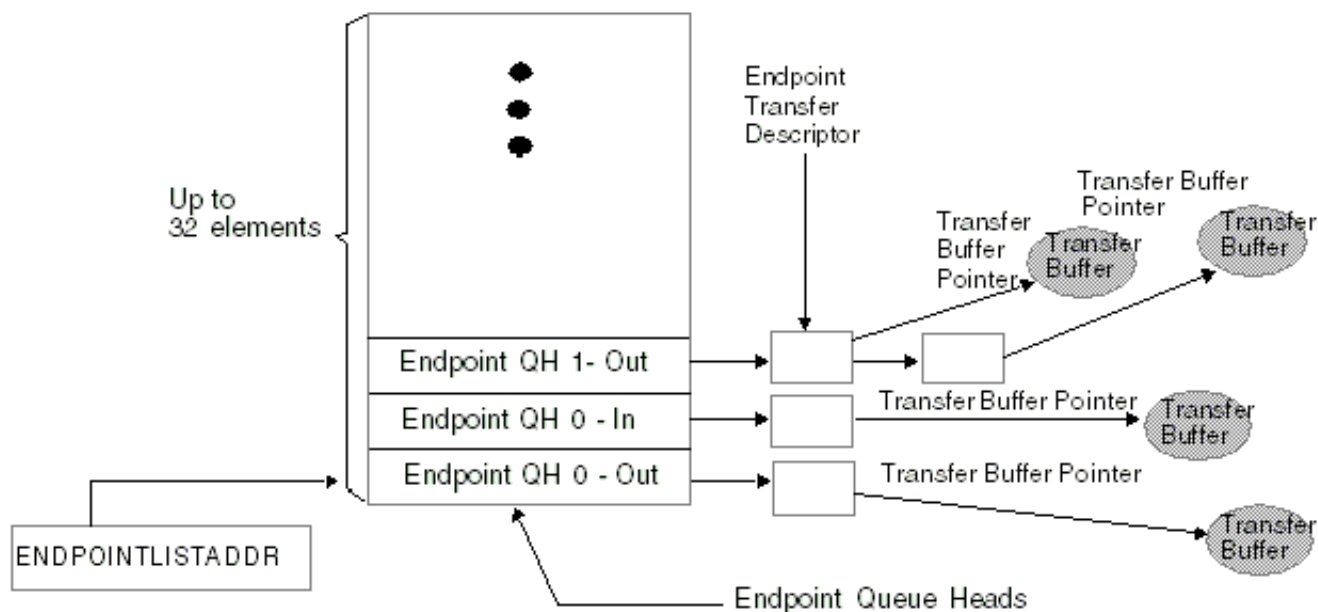 Endpoint
Transfer
Descriptor
Up to
32 elements
Transfer Buffer
Pointer
Transfer
Buffer
Pointer
Transfer
Buffer
Transfer
Buffer
Endpoint QH 1- Out
Endpoint QH 0 - In
Transfer Buffer Pointer
Transfer
Buffer
Endpoint QH 0 - Out
Transfer Buffer Pointer
Transfer
Buffer
ENDPOINTLISTADDR
Endpoint Queue Heads